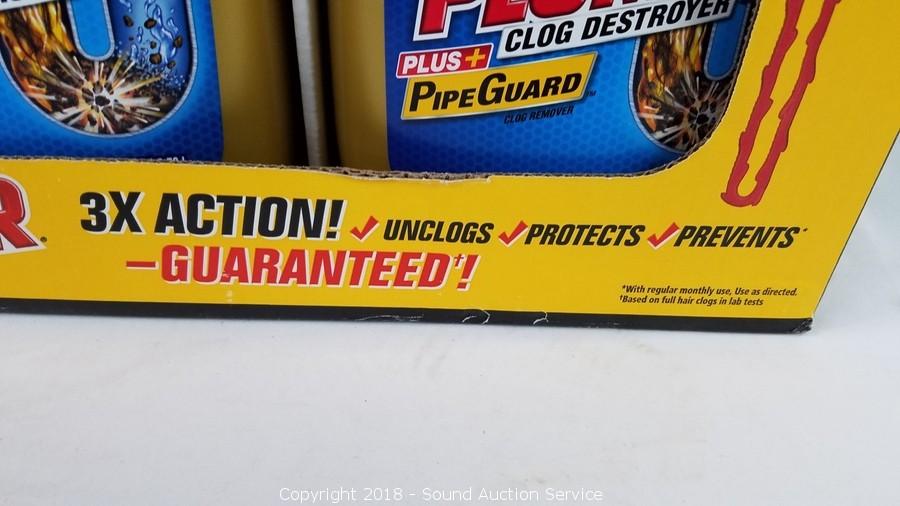 CLOG DESTROYER
PLUS+
PIPEGUARD™
CLOG REMOVER
3X ACTION! ✓UNCLOGS ✓PROTECTS ✓PREVENTS*
–GUARANTEED†!
*With regular monthly use, Use as directed.
†Based on full hair clogs in lab tests
Copyright 2018 - Sound Auction Service